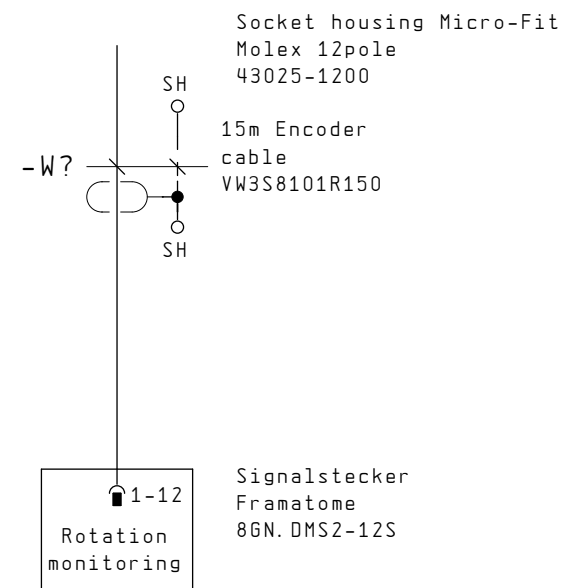 Socket housing Micro-Fit
Molex 12pole
43025-1200
SH
15m Encoder
cable
VW3S8101R150
-W?
SH
Signalstecker
Framatome
8GN.DMS2-12S
1-12
Rotation
monitoring